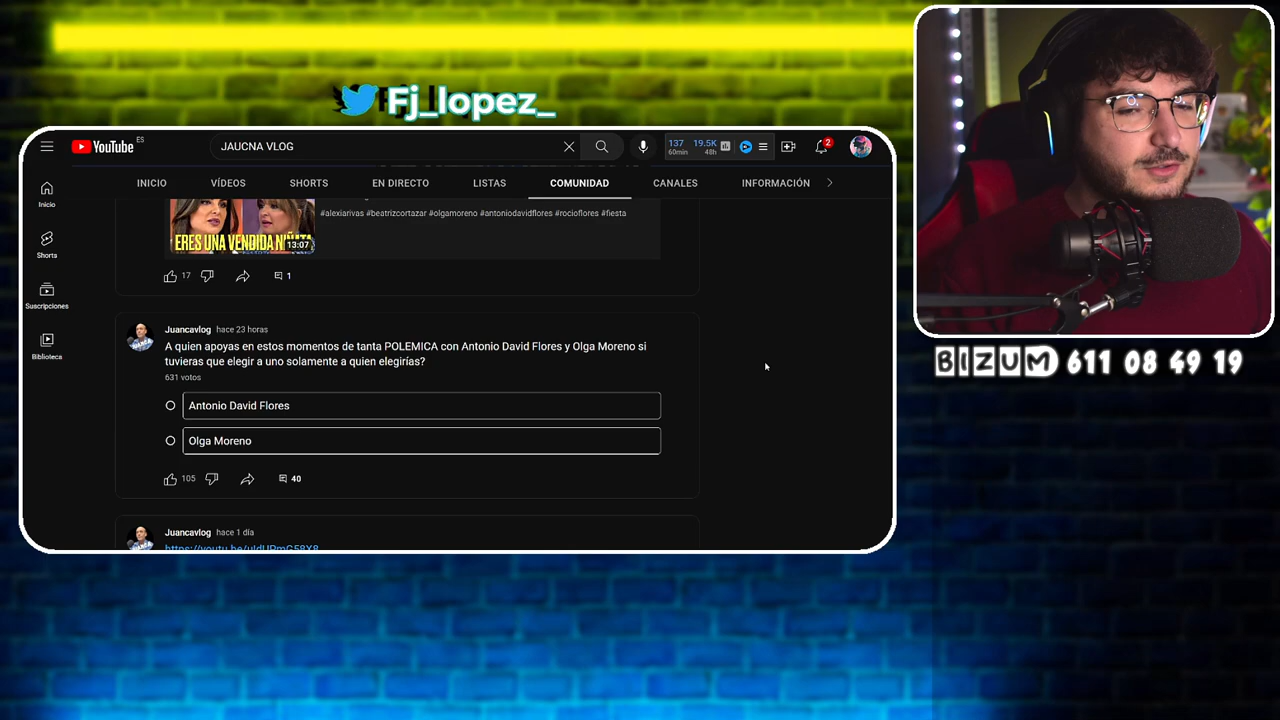 Fj_lopez_
YouTube ES
JAUCNA VLOG
137
60min
19.5K
48h
2
INICIO
VÍDEOS
SHORTS
EN DIRECTO
LISTAS
COMUNIDAD
CANALES
INFORMACIÓN
Inicio
Shorts
Suscripciones
Biblioteca
#alexiarivas #beatrizcortazar #olgamoreno #antoniodavidflores #rocioflores #fiesta
ERES UNA VENDIDA NIÑATA
13:07
17
1
Juancavlog hace 23 horas
A quien apoyas en estos momentos de tanta POLEMICA con Antonio David Flores y Olga Moreno si
tuvieras que elegir a uno solamente a quien elegirías?
631 votos
Antonio David Flores
Olga Moreno
105
40
Juancavlog hace 1 día
BIZUM 611 08 49 19